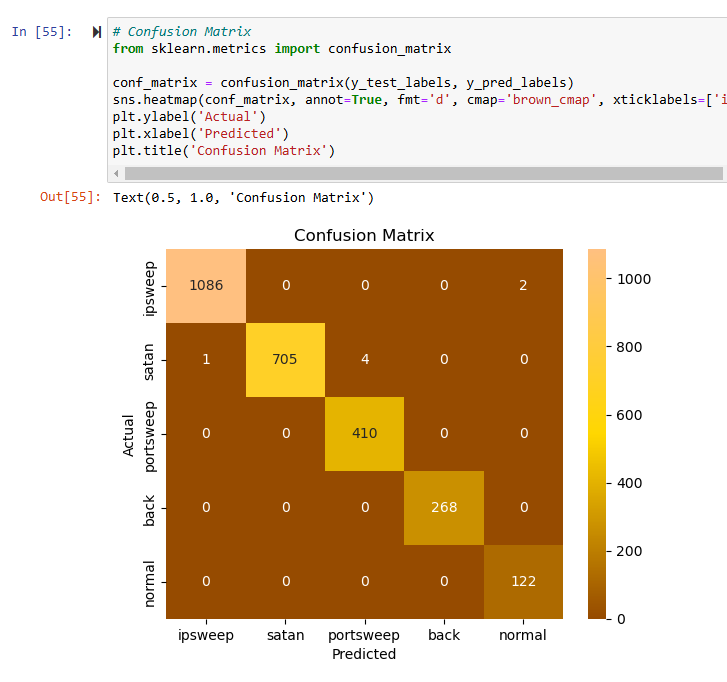 In [55]:
# Confusion Matrix
from sklearn.metrics import confusion_matrix
conf_matrix = confusion_matrix(y_test_labels, y_pred_labels)
sns.heatmap(conf_matrix, annot=True, fmt='d', cmap='brown_cmap', xticklabels=['i
plt.ylabel('Actual')
plt.xlabel('Predicted')
plt.title('Confusion Matrix')
Out[55]: Text(0.5, 1.0, 'Confusion Matrix')
Confusion Matrix
ipsweep 1086 0 0 0 2
satan 1 705 4 0 0
portsweep 0 0 410 0 0
back 0 0 0 268 0
normal 0 0 0 0 122
Actual
ipsweep satan portsweep back normal
Predicted
1000
800
600
400
200
0